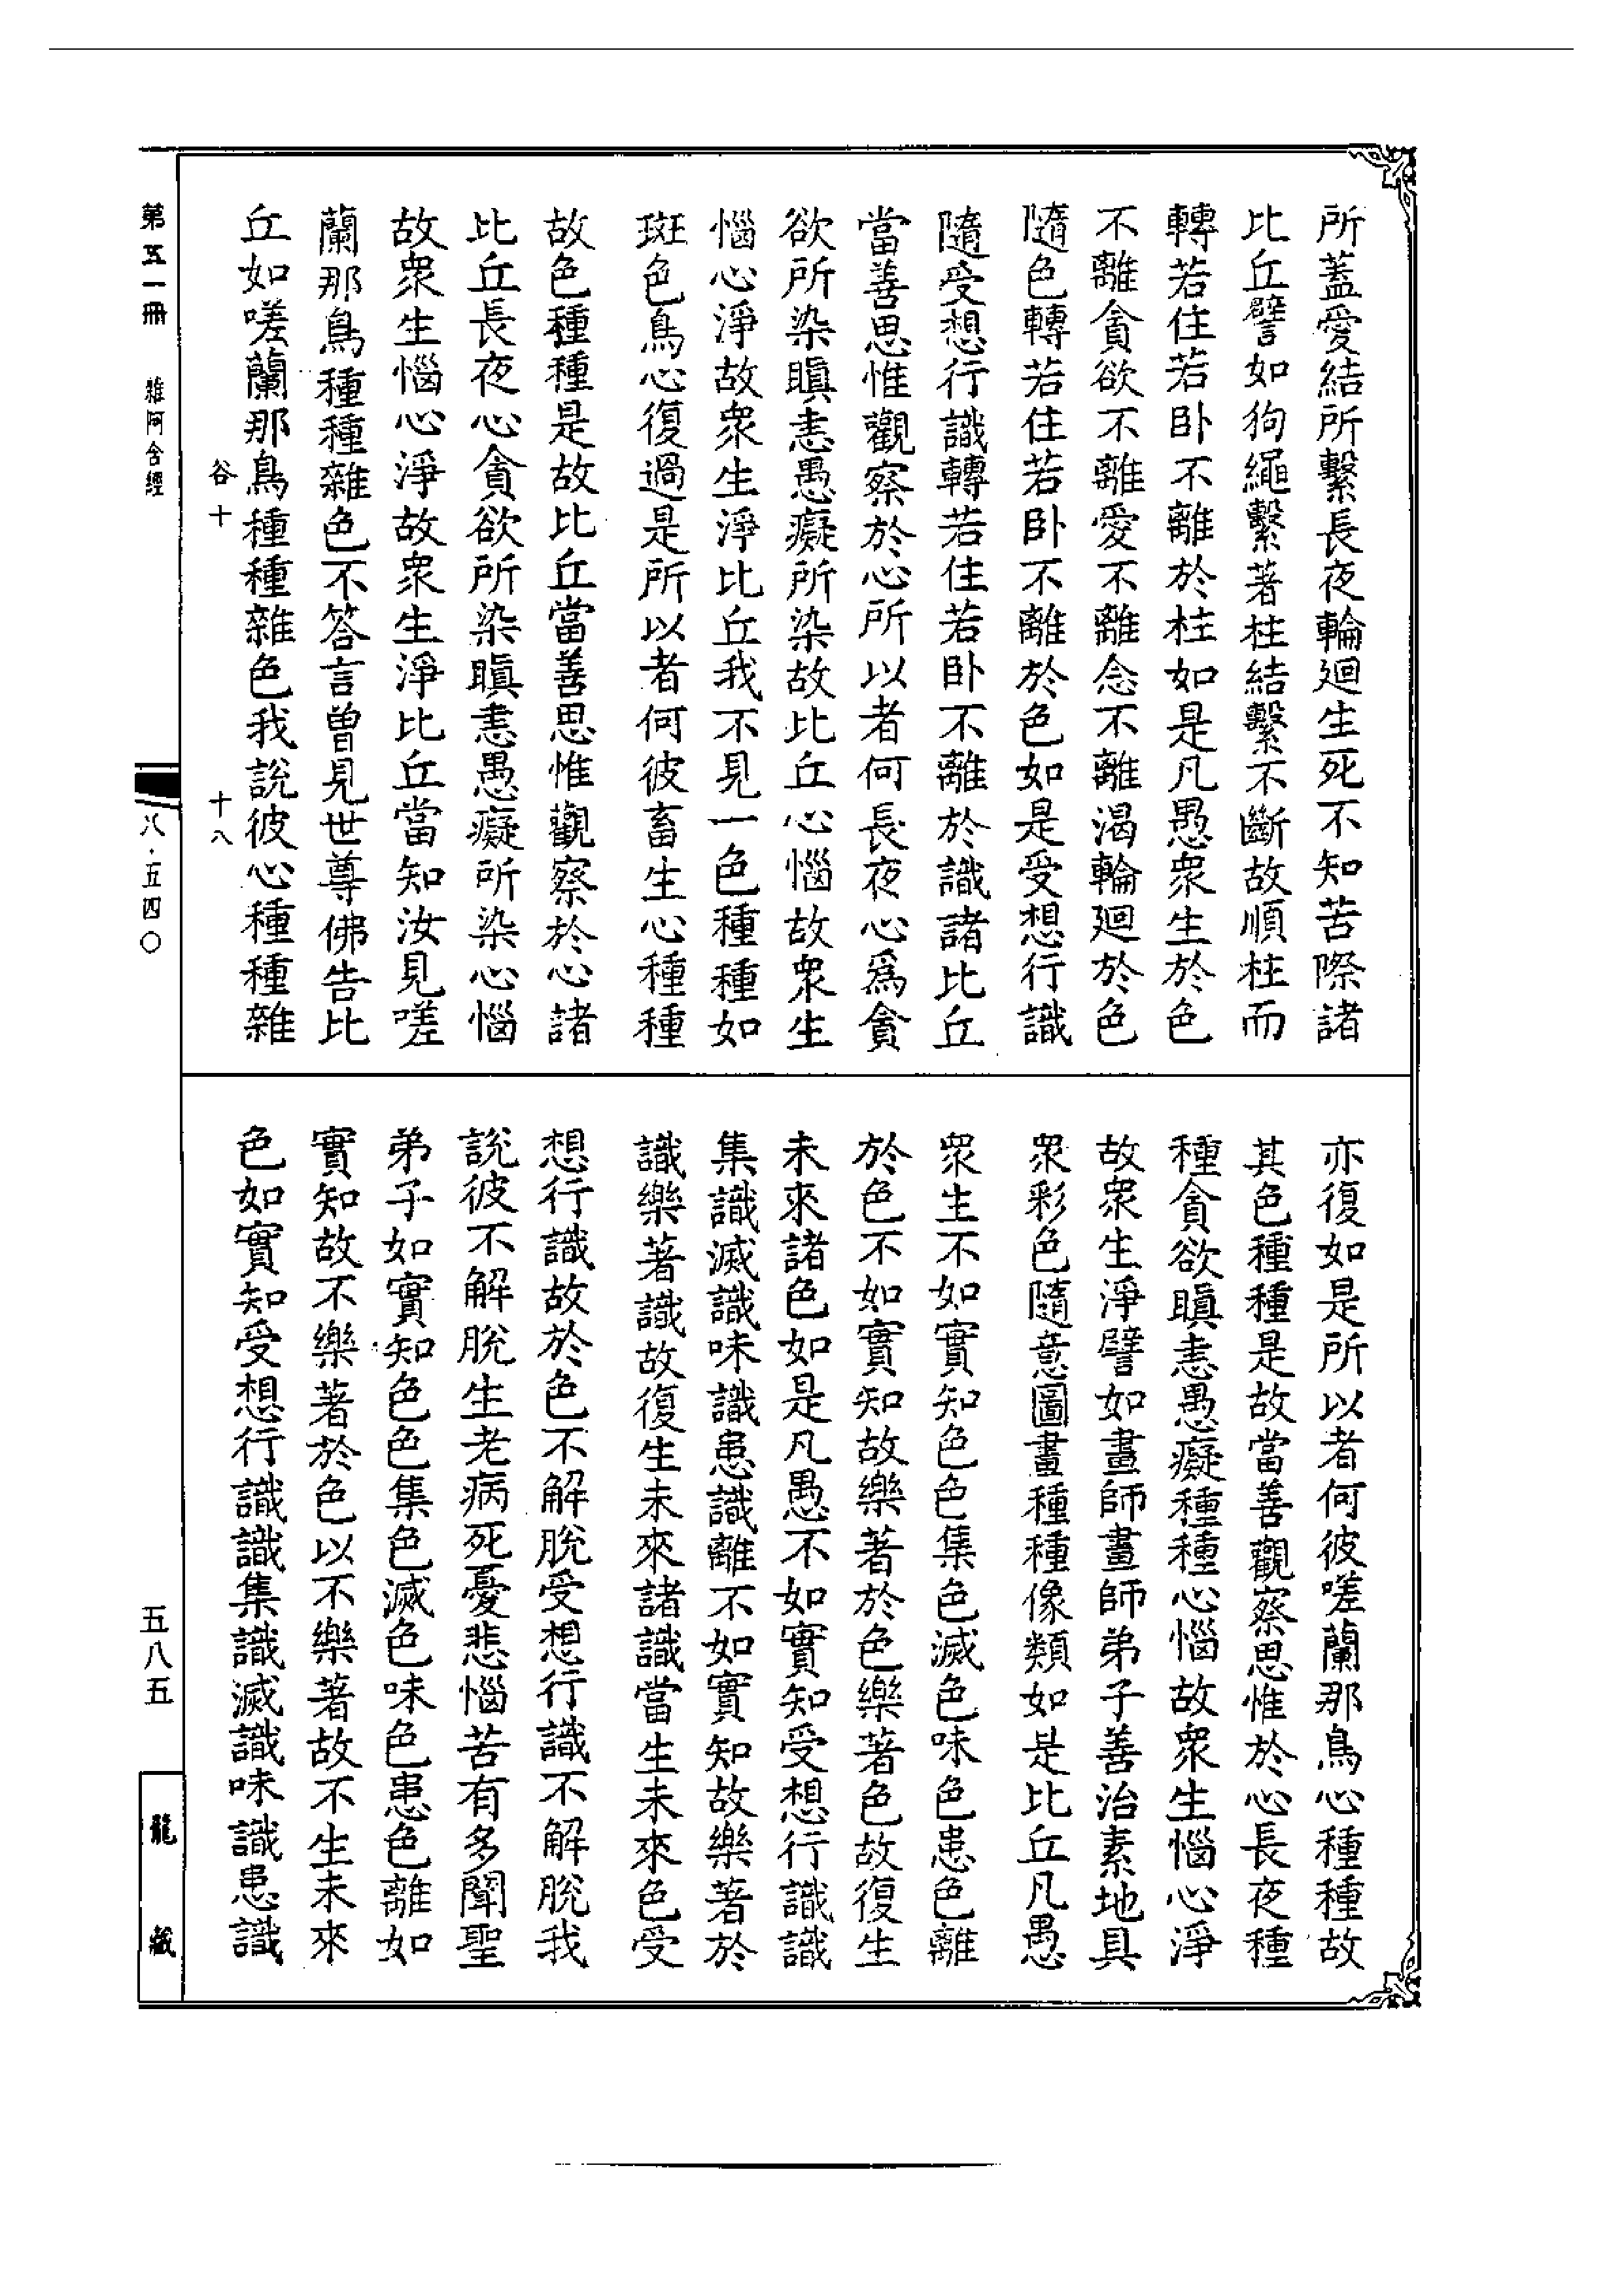 所蓋愛結所繫長夜輪廻生死不知苦際諸
比丘譬如狗繩繫著柱結繫不斷故順柱而
轉若住若卧不離於柱如是凡愚衆生於色
不離貪欲不離愛不離念不離渴輪廻於色
隨色轉若住若卧不離於色如是受想行識
隨受想行識轉若住若卧不離於識諸比丘
當善思惟觀察於心所以者何長夜心爲貪
欲所染瞋恚愚癡所染故比丘心惱故衆生
惱心淨故衆生淨比丘我不見一色種種如
斑色鳥心復過是所以者何彼畜生心種種
故色種種是故比丘當善思惟觀察於心諸
比丘長夜心貪欲所染瞋恚愚癡所染心惱
故衆生惱心淨故衆生淨比丘當知汝見嗟
蘭那鳥種種雜色不答言曾見世尊佛告比
丘如嗟蘭那鳥種種雜色我說彼心種種雜
亦復如是所以者何彼嗟蘭那鳥心種種故
其色種種是故當善觀察思惟於心長夜種
種貪欲瞋恚愚癡種種心惱故衆生惱心淨
故衆生淨譬如畫師畫師弟子善治素地具
衆彩色隨意圖畫種種像類如是比丘凡愚
衆生不如實知色色集色滅色味色患色離
於色不如實知故樂著於色樂著色故復生
未來諸色如是凡愚不如實知受想行識識
集識滅識味識患識離不如實知故樂著於
識樂著識故復生未來諸識當生未來色受
想行識故於色不解脫受想行識不解脫我
說彼不解脫生老病死憂悲惱苦有多聞聖
弟子如實知色色集色滅色味色患色離如
實知故不樂著於色以不樂著故不生未來
色如實知受想行識識集識滅識味識患識
谷十 十八
第五一冊 雜阿含經
八·五四〇
五八五
龍藏